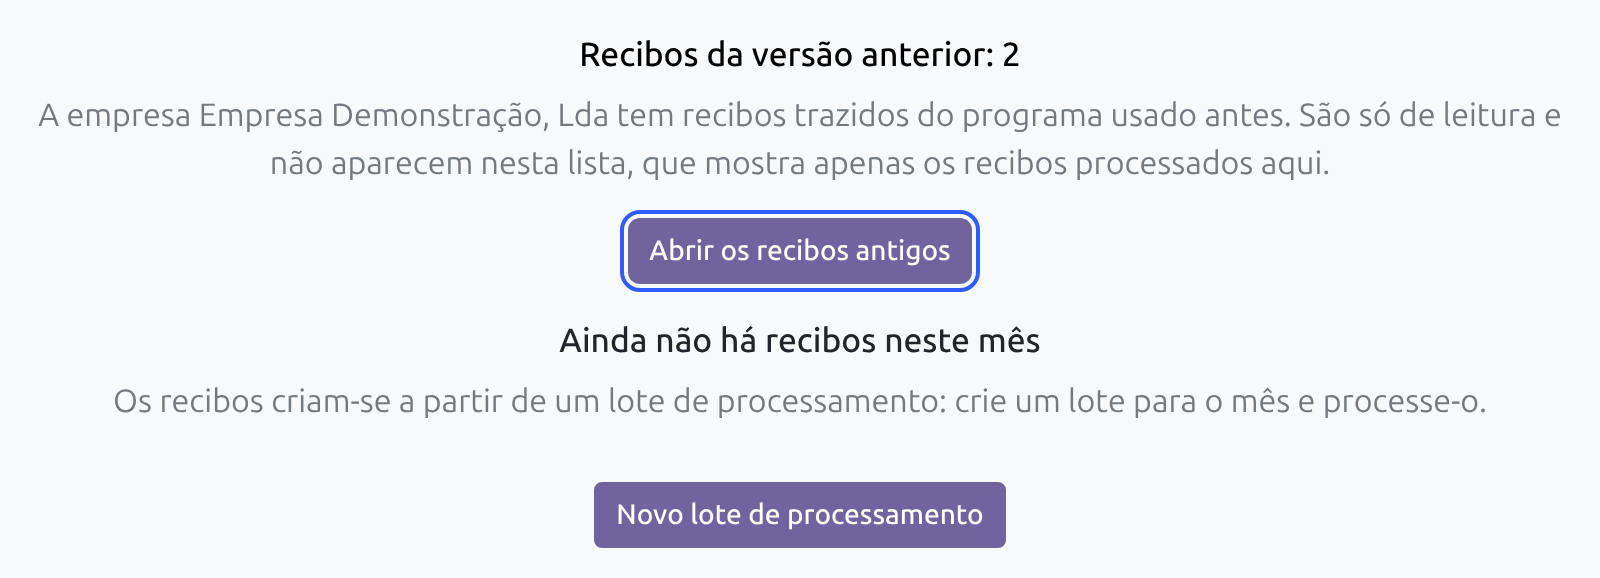 Recibos da versão anterior: 2
A empresa Empresa Demonstração, Lda tem recibos trazidos do programa usado antes. São só de leitura e
não aparecem nesta lista, que mostra apenas os recibos processados aqui.
Abrir os recibos antigos
Ainda não há recibos neste mês
Os recibos criam-se a partir de um lote de processamento: crie um lote para o mês e processe-o.
Novo lote de processamento